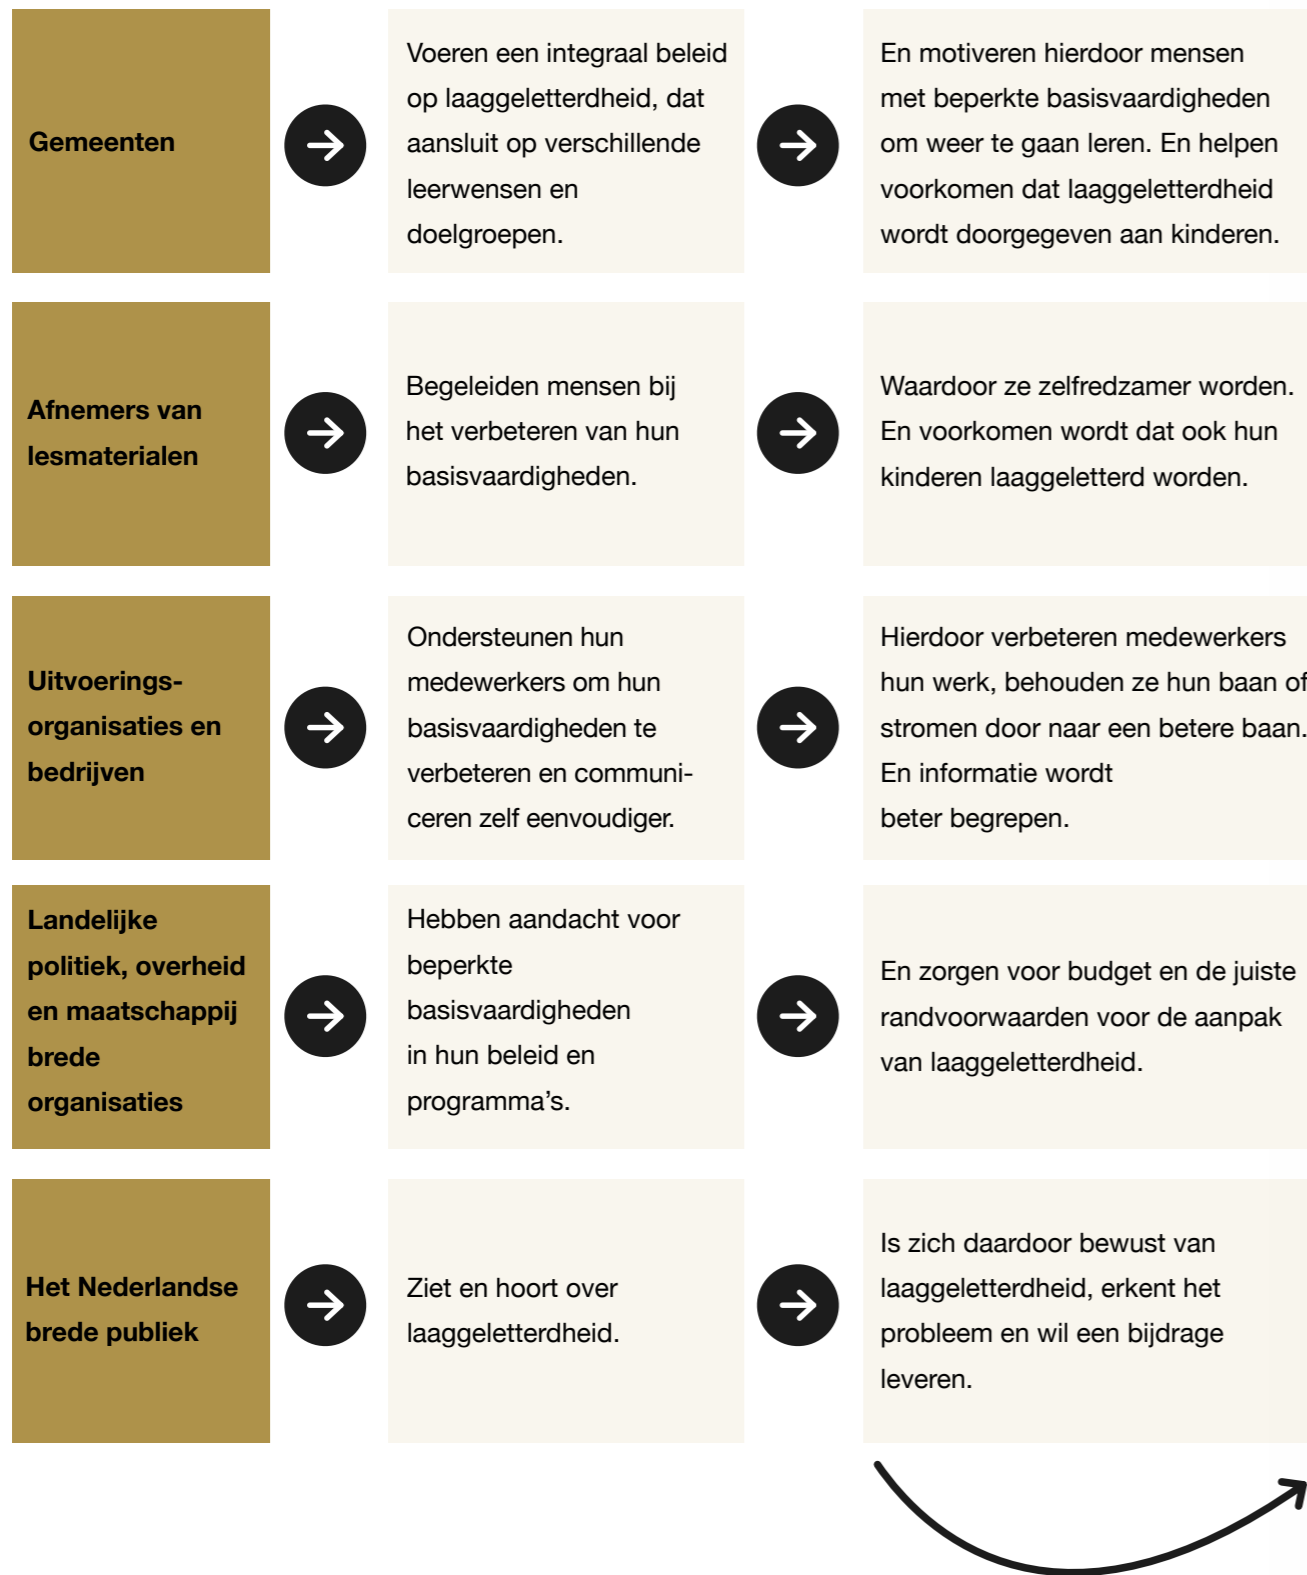 Gemeenten
Voeren een integraal beleid
op laaggeletterdheid, dat
aansluit op verschillende
leerwensen en
doelgroepen.
En motiveren hierdoor mensen
met beperkte basisvaardigheden
om weer te gaan leren. En helpen
voorkomen dat laaggeletterdheid
wordt doorgegeven aan kinderen.
Afnemers van
lesmaterialen
Begeleiden mensen bij
het verbeteren van hun
basisvaardigheden.
Waardoor ze zelfredzamer worden.
En voorkomen wordt dat ook hun
kinderen laaggeletterd worden.
Uitvoerings-
organisaties en
bedrijven
Ondersteunen hun
medewerkers om hun
basisvaardigheden te
verbeteren en communi-
ceren zelf eenvoudiger.
Hierdoor verbeteren medewerkers
hun werk, behouden ze hun baan of
stromen door naar een betere baan.
En informatie wordt
beter begrepen.
Landelijke
politiek, overheid
en maatschappij
brede
organisaties
Hebben aandacht voor
beperkte
basisvaardigheden
in hun beleid en
programma’s.
En zorgen voor budget en de juiste
randvoorwaarden voor de aanpak
van laaggeletterdheid.
Het Nederlandse
brede publiek
Ziet en hoort over
laaggeletterdheid.
Is zich daardoor bewust van
laaggeletterdheid, erkent het
probleem en wil een bijdrage
leveren.